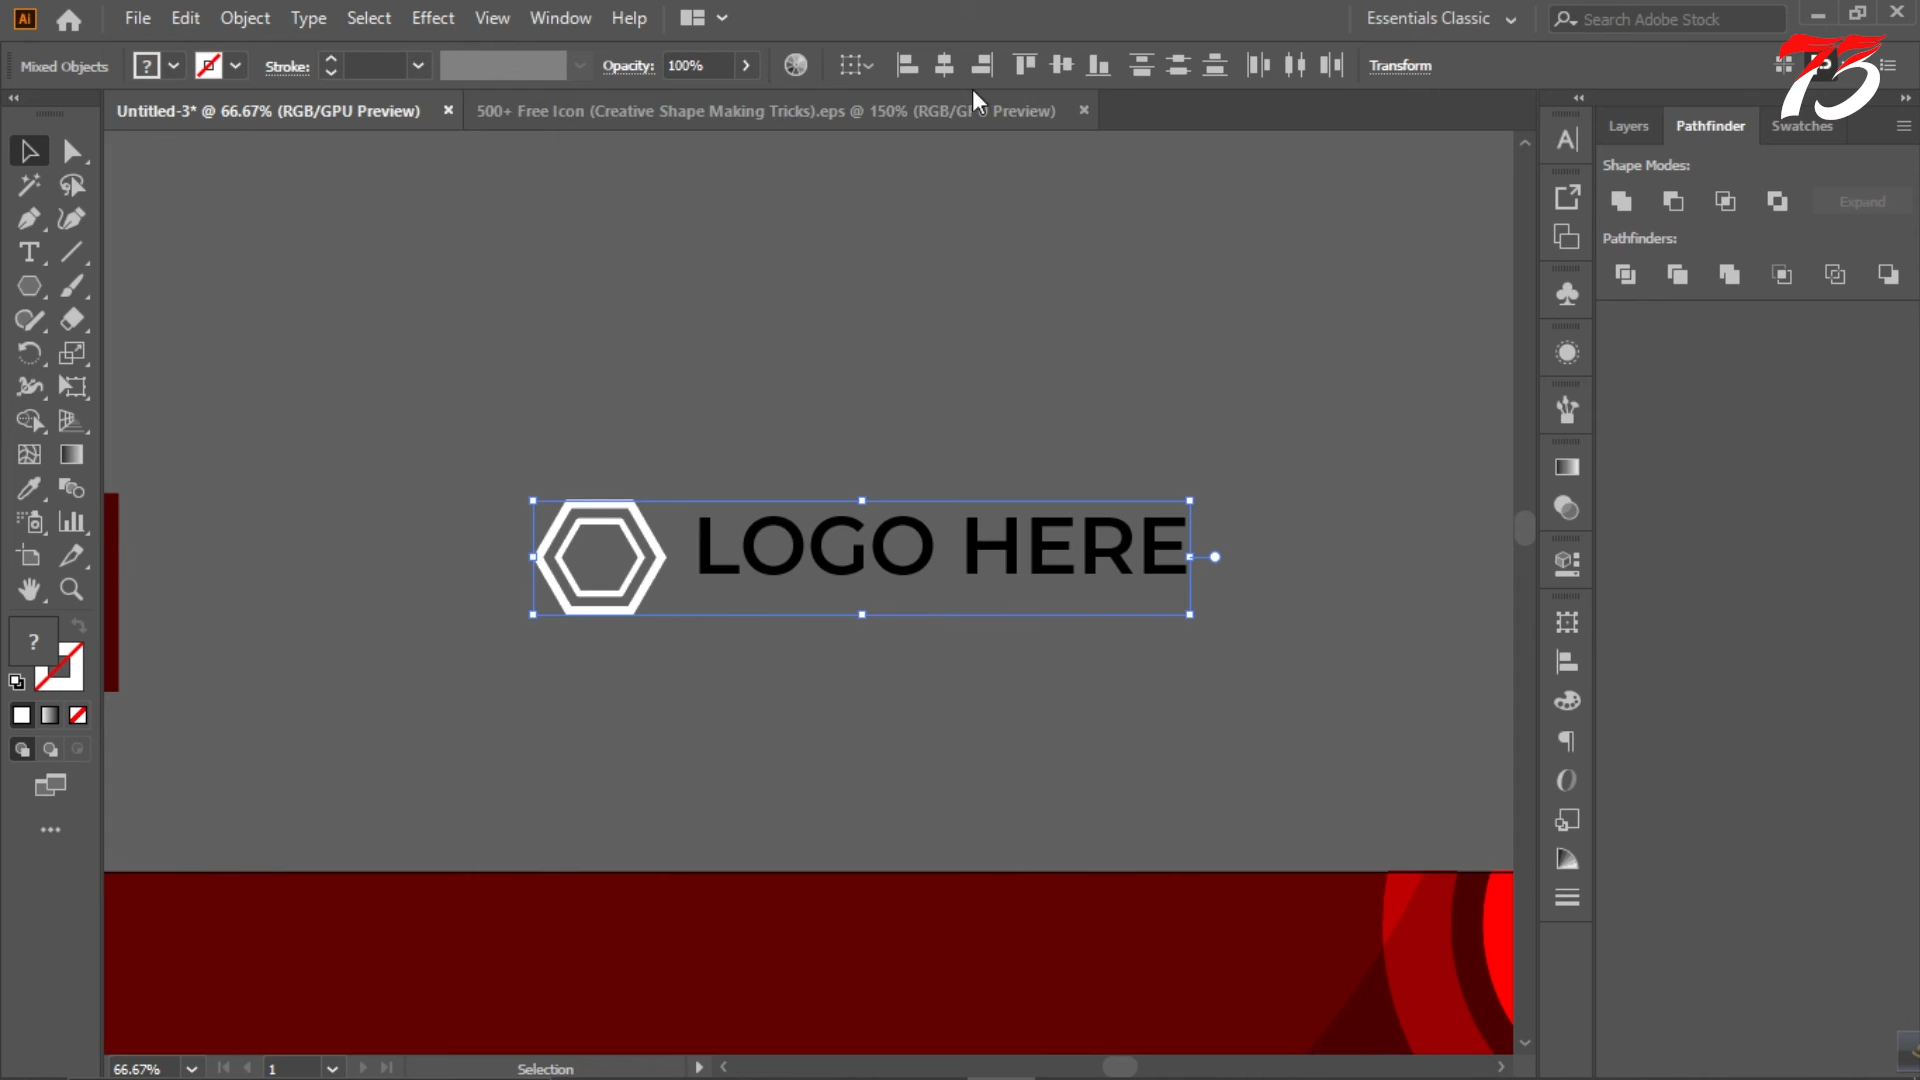 Ai File Edit Object Type Select Effect View Window Help Essentials Classic Search Adobe Stock
Mixed Objects ? Stroke: Opacity: 100% Transform
Untitled-3* @ 66.67% (RGB/GPU Preview) 500+ Free Icon (Creative Shape Making Tricks).eps @ 150% (RGB/GPU Preview)
Layers Pathfinder Swatches
Shape Modes:
Expand
Pathfinders:
LOGO HERE
?
66.67% 1 Selection